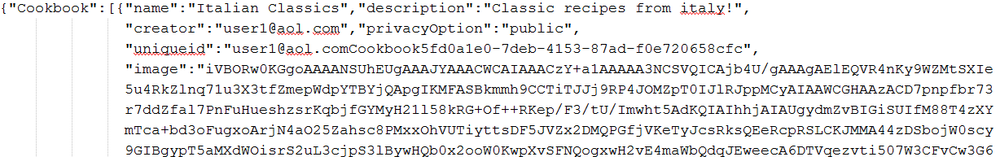 {"Cookbook":[{"name":"Italian Classics","description":"Classic recipes from italy!",
"creator":"user1@aol.com","privacyOption":"public",
"uniqueid":"user1@aol.comCookbook5fd0a1e0-7deb-4153-87ad-f0e720658cfc",
"image":"iVBORw0KGgoAAAANSUhEUgAAAJYAAACWCAIAAACzY+a1AAAAA3NCSVQICAjb4U/gAAAgAElEQVR4nKy9WZMtSXIe
5u4RkZlnq71u3X3tfZmepWdpYTBYjQApgIKMFASBkmmh9CCTiTJJj9RP4JOMZpT0IJlRJppMCyAIAAWCGHAAzACD7pnpfbr73
r7ddZfal7PnFuHueshzsrKqbjfGYMyH21l58kRG+Of++RKep/F3/tU/Imwht5AdKQIAIhhjAIAUgydmZvBIGiSUIfM88T4zXY
mTca+bd3oFugxoArjN4aO25Zahsc8PMxxOhVUTiyttsDF5JVZx2DMQPGfjVKeTyJcsRksQEeRcpRSLCKJMMA44zDSbojW0scy
9GIBgypT5aMXdWOisrS2uL3cjpS3lBywHQb0x2ooW0KwpXvSFNQogxwH2vE4maWbQdqJEweecA6DTVqezvti507W3CFvCw3G6